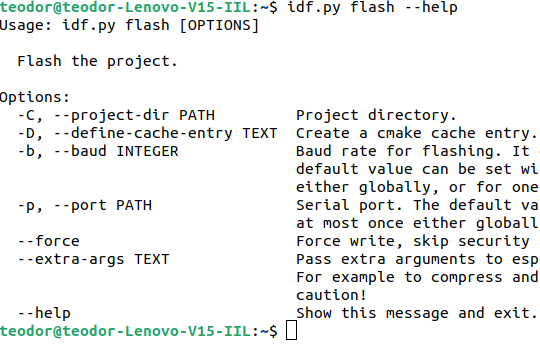 teodor@teodor-Lenovo-V15-IIL:~$ idf.py flash --help
Usage: idf.py flash [OPTIONS]
Flash the project.
Options:
-C, --project-dir PATH Project directory.
-D, --define-cache-entry TEXT Create a cmake cache entry.
-b, --baud INTEGER Baud rate for flashing. It
default value can be set wi
either globally, or for one
-p, --port PATH Serial port. The default va
at most once either globall
--force Force write, skip security
--extra-args TEXT Pass extra arguments to esp
For example to compress and
caution!
--help Show this message and exit.
teodor@teodor-Lenovo-V15-IIL:~$